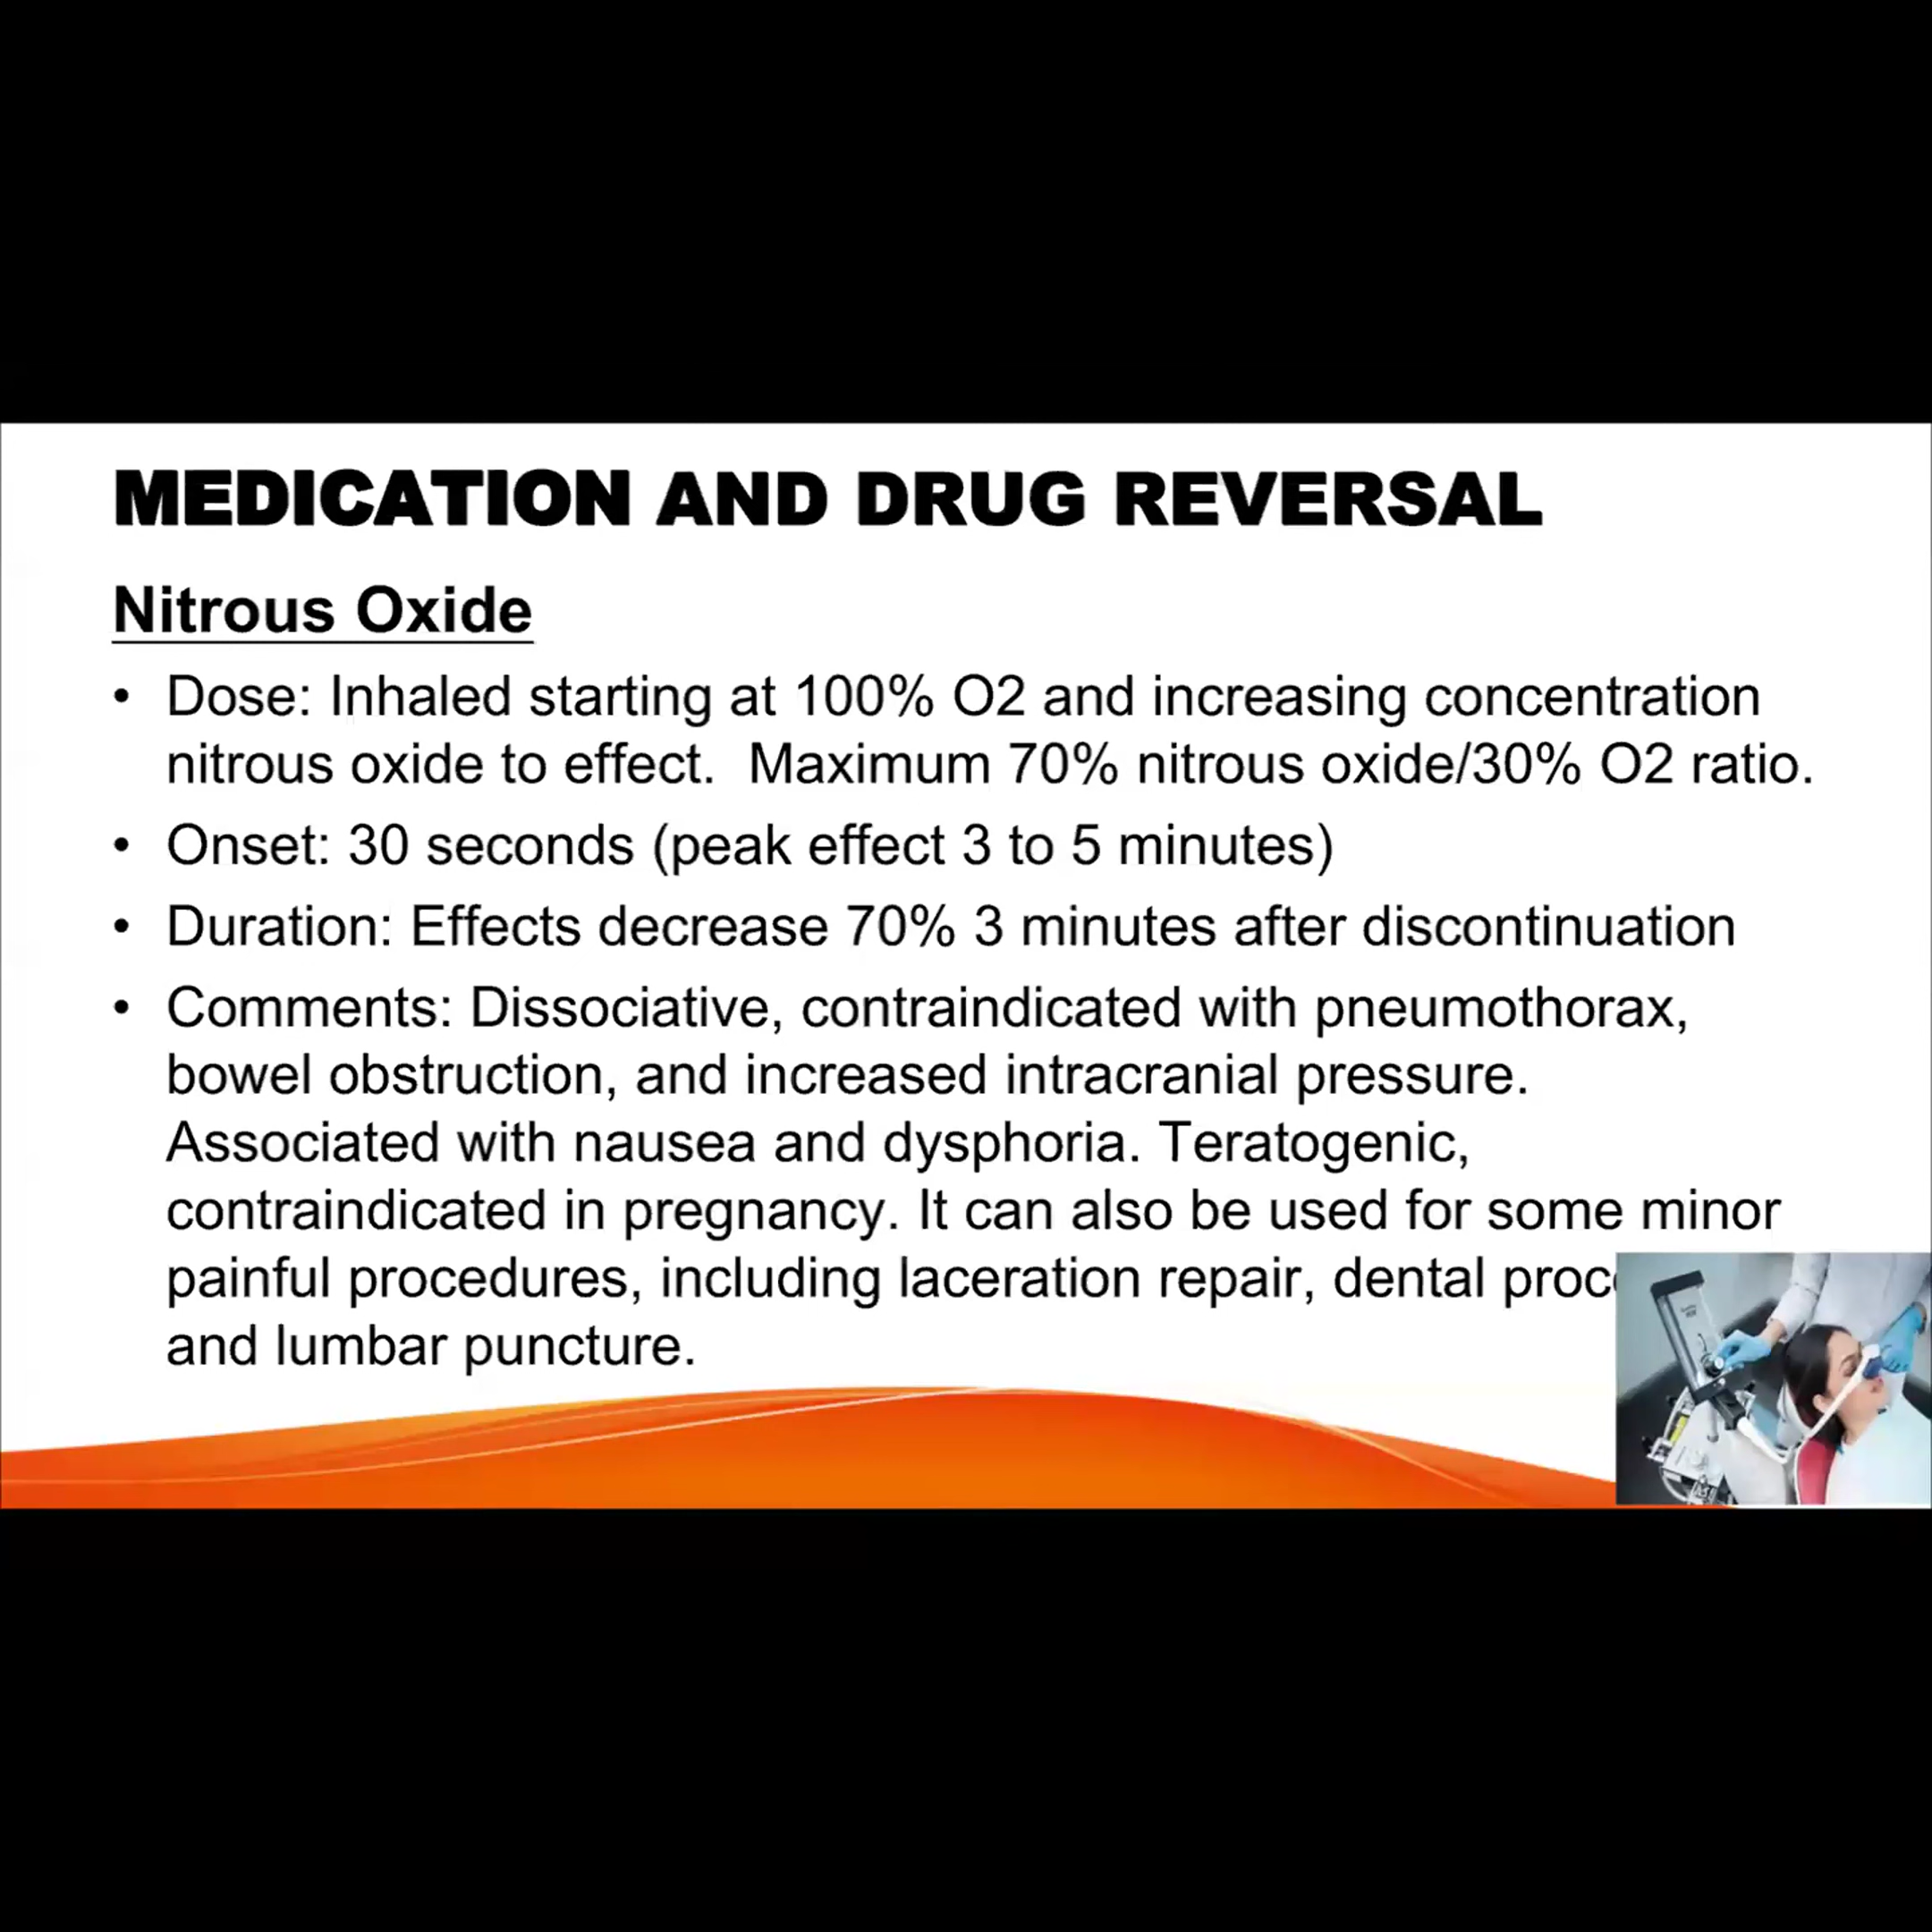 MEDICATION AND DRUG REVERSAL
Nitrous Oxide
• Dose: Inhaled starting at 100% O2 and increasing concentration
nitrous oxide to effect.  Maximum 70% nitrous oxide/30% O2 ratio.
• Onset: 30 seconds (peak effect 3 to 5 minutes)
• Duration: Effects decrease 70% 3 minutes after discontinuation
• Comments: Dissociative, contraindicated with pneumothorax,
bowel obstruction, and increased intracranial pressure.
Associated with nausea and dysphoria. Teratogenic,
contraindicated in pregnancy. It can also be used for some minor
painful procedures, including laceration repair, dental
and lumbar puncture.